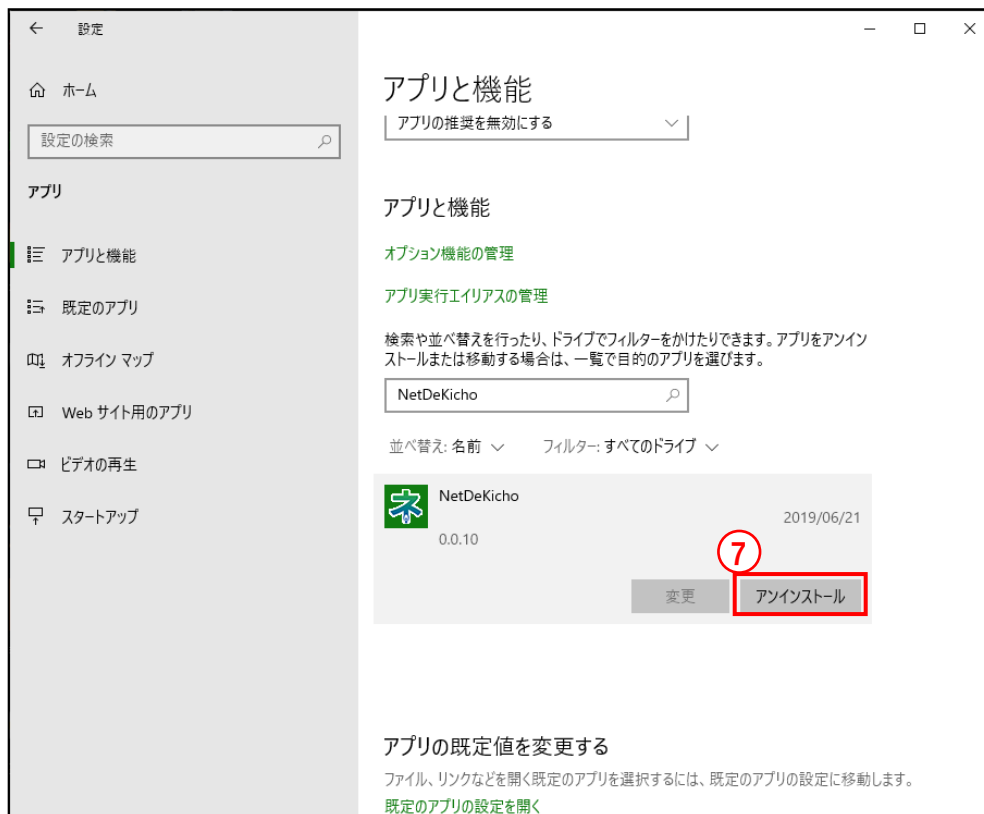 設定
ホーム
設定の検索
アプリ
アプリと機能
既定のアプリ
オフライン マップ
Web サイト用のアプリ
ビデオの再生
スタートアップ
アプリと機能
アプリの推奨を無効にする
アプリと機能
オプション機能の管理
アプリ実行エイリアスの管理
検索や並べ替えを行ったり、ドライブでフィルターをかけたりできます。アプリをアンイン
ストールまたは移動する場合は、一覧で目的のアプリを選びます。
NetDeKicho
並べ替え: 名前 フィルター: すべてのドライブ
ネ NetDeKicho
2019/06/21
0.0.10
⑦
変更 アンインストール
アプリの既定値を変更する
ファイル、リンクなどを開く既定のアプリを選択するには、既定のアプリの設定に移動します。
既定のアプリの設定を開く